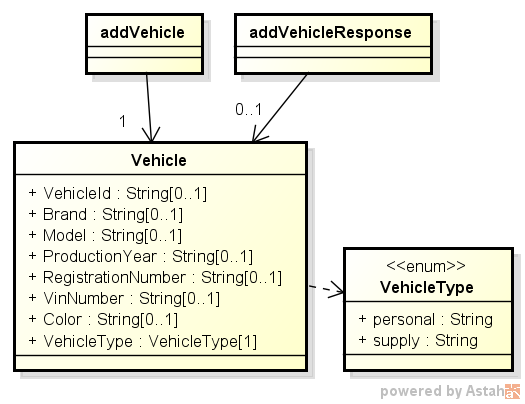 addVehicle
addVehicleResponse
1
0..1
Vehicle
+ VehicleId : String[0..1]
+ Brand : String[0..1]
+ Model : String[0..1]
+ ProductionYear : String[0..1]
+ RegistrationNumber : String[0..1]
+ VinNumber : String[0..1]
+ Color : String[0..1]
+ VehicleType : VehicleType[1]
<<enum>>
VehicleType
+ personal : String
+ supply : String
powered by Astah